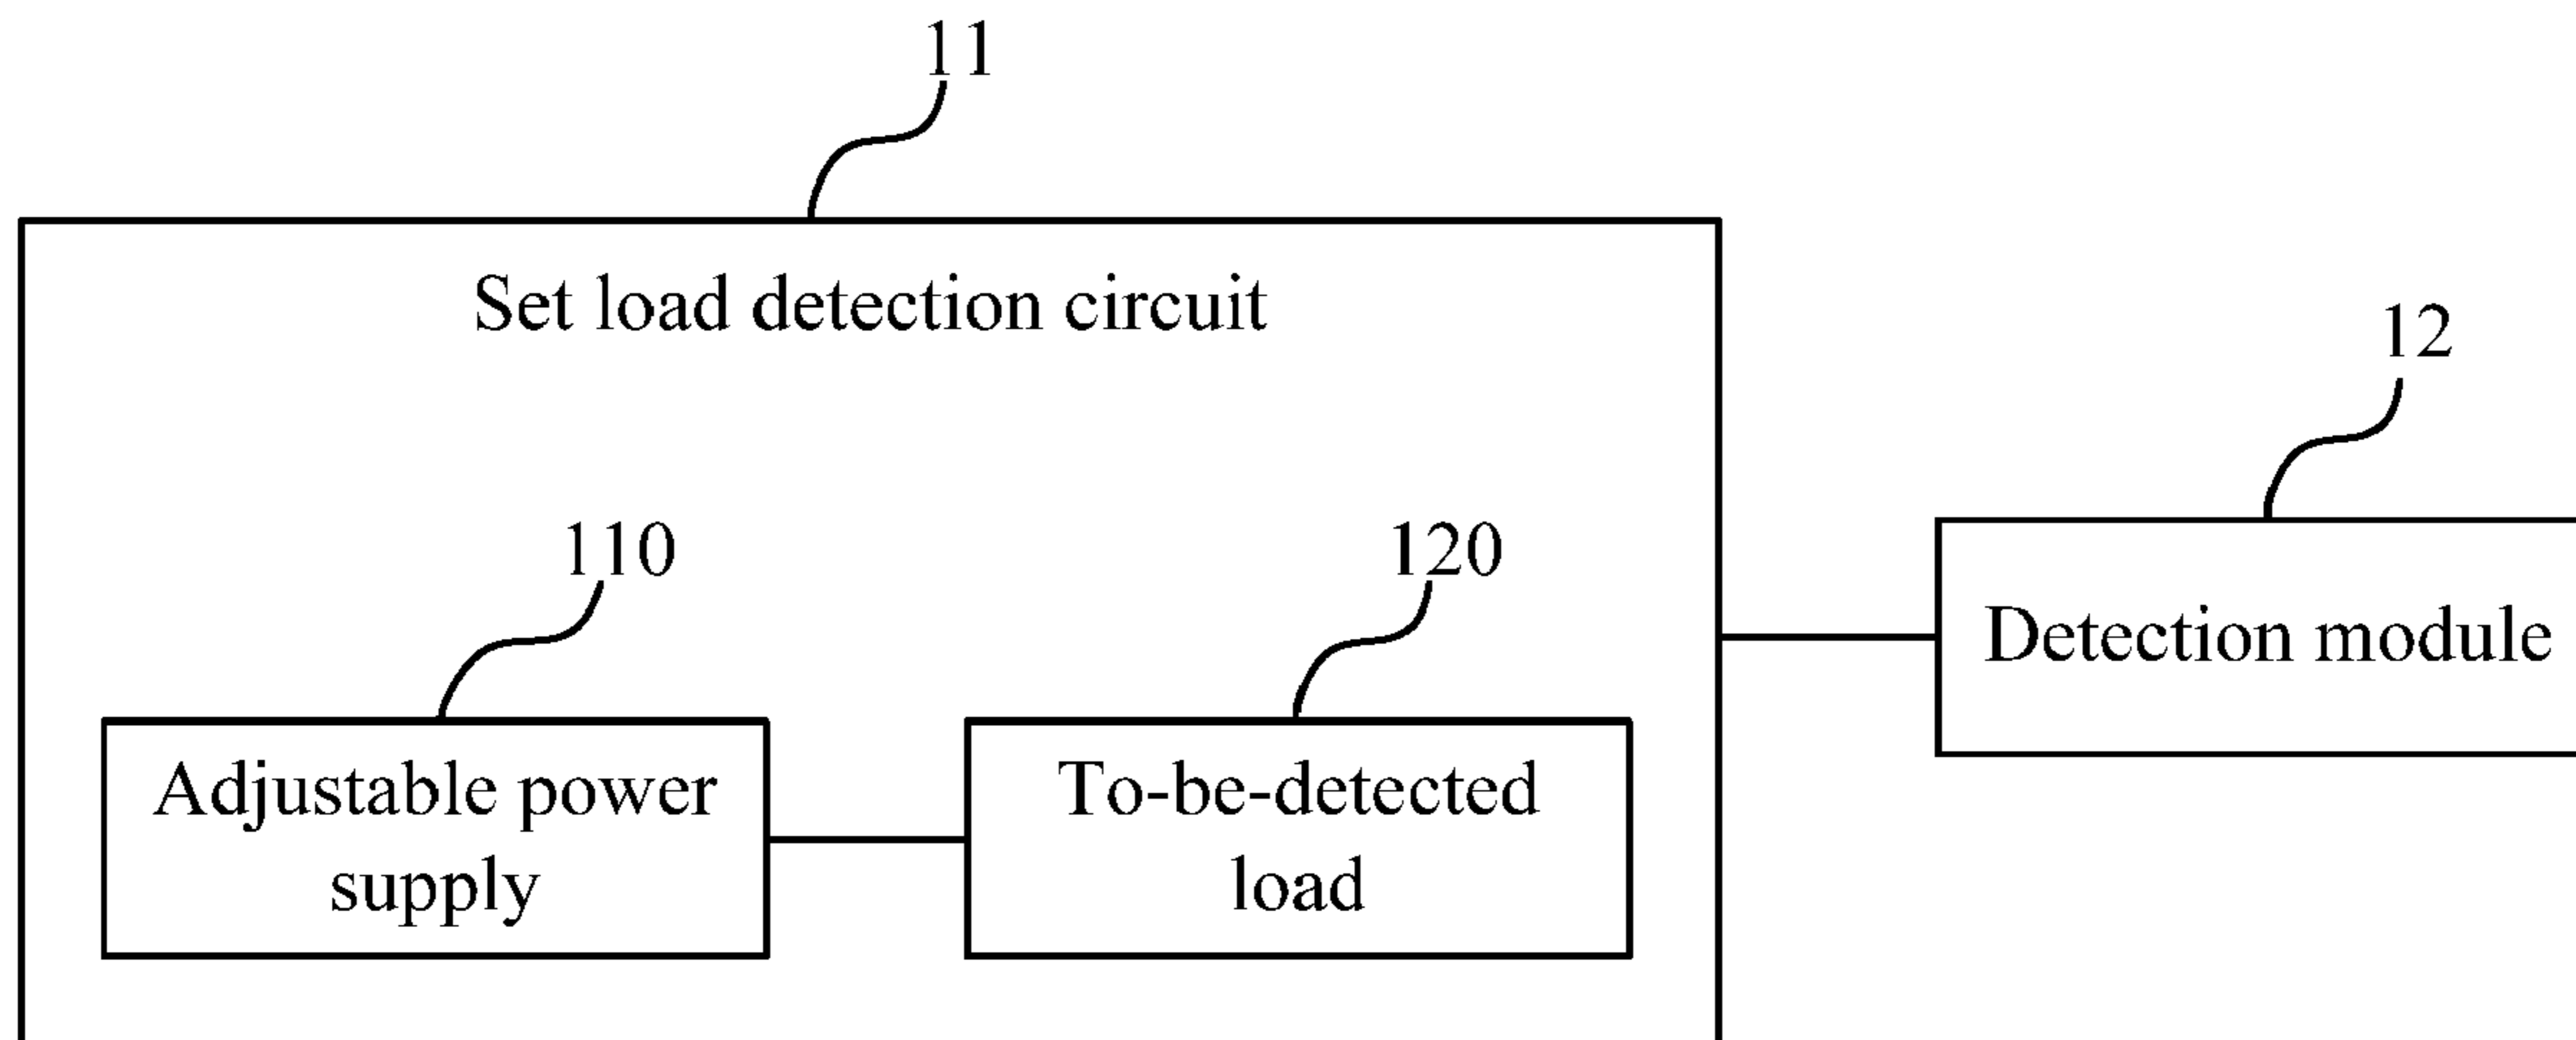 11
Set load detection circuit
12
110
120
Detection module
Adjustable power
supply
To-be-detected
load